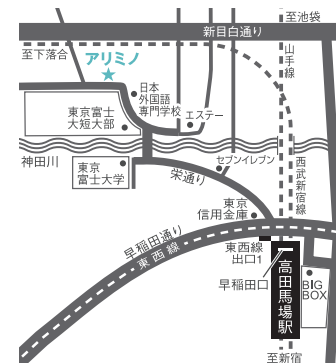 至池袋
新目白通り
至下落合
アリミノ
山手線
日本
外国語
専門学校
東京富士
大短大部
エステー
神田川
東京
富士大学
栄通り
セブンイレブン
西武新宿線
東京
信用金庫
早稲田通り
東西線
東西線
出口1
早稲田口
高田馬場駅
BIG
BOX
至新宿